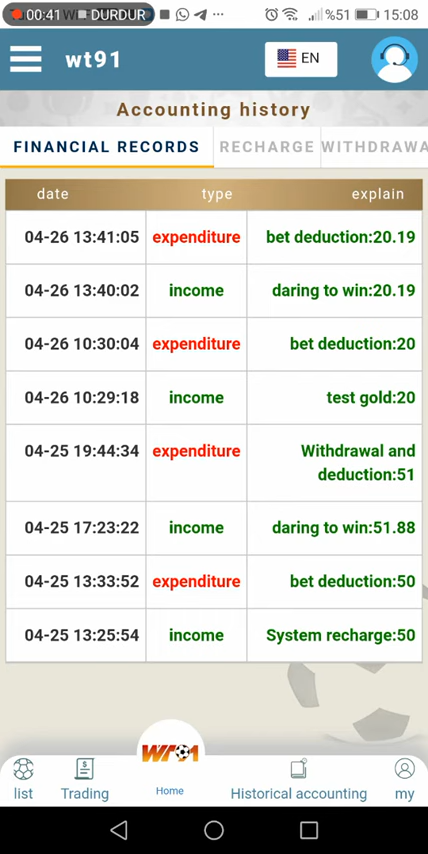 00:41 DURDUR ... %51 15:08
wt91 EN
Accounting history
FINANCIAL RECORDS RECHARGE WITHDRAWA
date type explain
04-26 13:41:05 expenditure bet deduction:20.19
04-26 13:40:02 income daring to win:20.19
04-26 10:30:04 expenditure bet deduction:20
04-26 10:29:18 income test gold:20
04-25 19:44:34 expenditure Withdrawal and
deduction:51
04-25 17:23:22 income daring to win:51.88
04-25 13:33:52 expenditure bet deduction:50
04-25 13:25:54 income System recharge:50
WT91
list Trading Home Historical accounting my